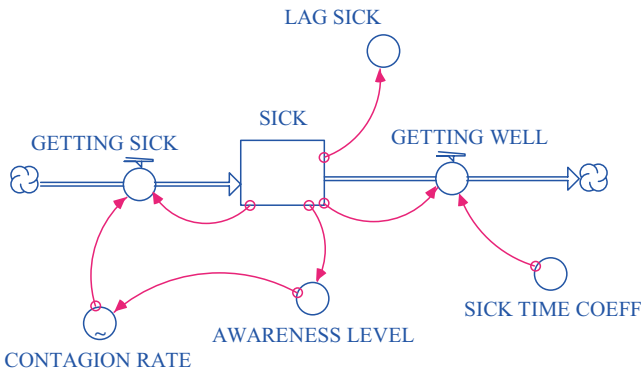 LAG SICK
GETTING SICK
SICK
GETTING WELL
~
CONTAGION RATE
AWARENESS LEVEL
SICK TIME COEFF